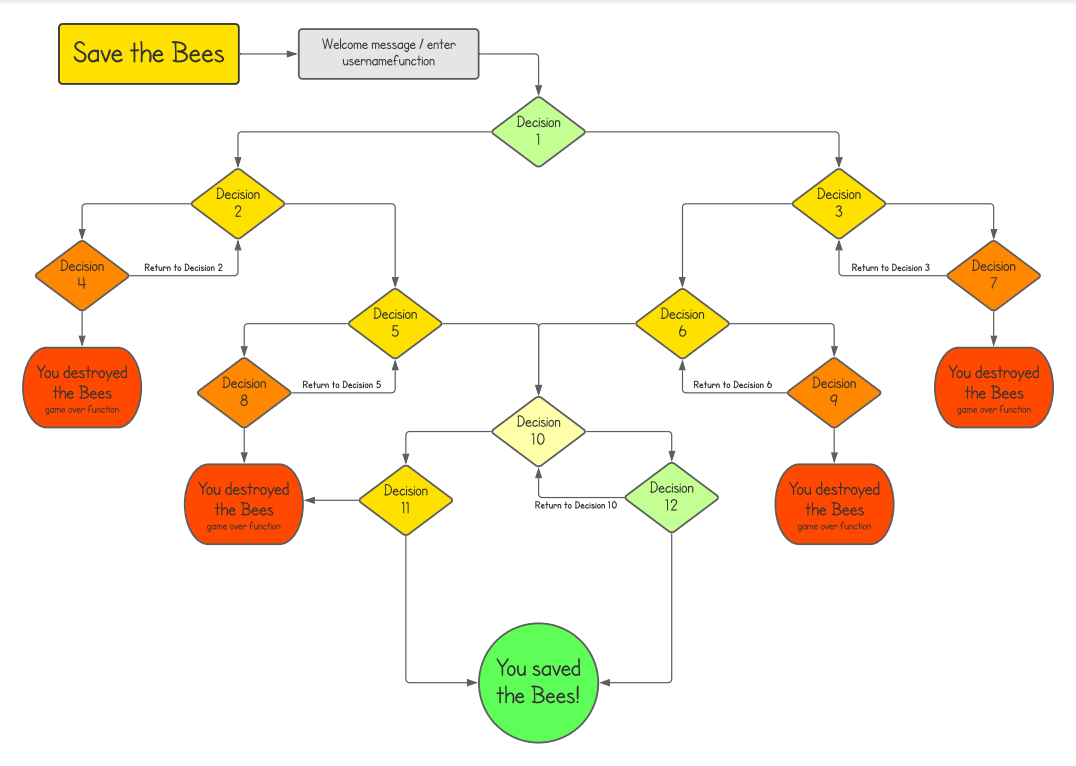 Save the Bees
Welcome message / enter
usernamefunction
Decision
1
Decision
2
Decision
3
Decision
4
Return to Decision 2
Return to Decision 3
Decision
7
Decision
5
Decision
6
You destroyed
the Bees
game over function
Decision
8
Return to Decision 5
Return to Decision 6
Decision
9
You destroyed
the Bees
game over function
Decision
10
You destroyed
the Bees
game over function
Decision
11
Return to Decision 10
Decision
12
You destroyed
the Bees
game over function
You saved
the Bees!